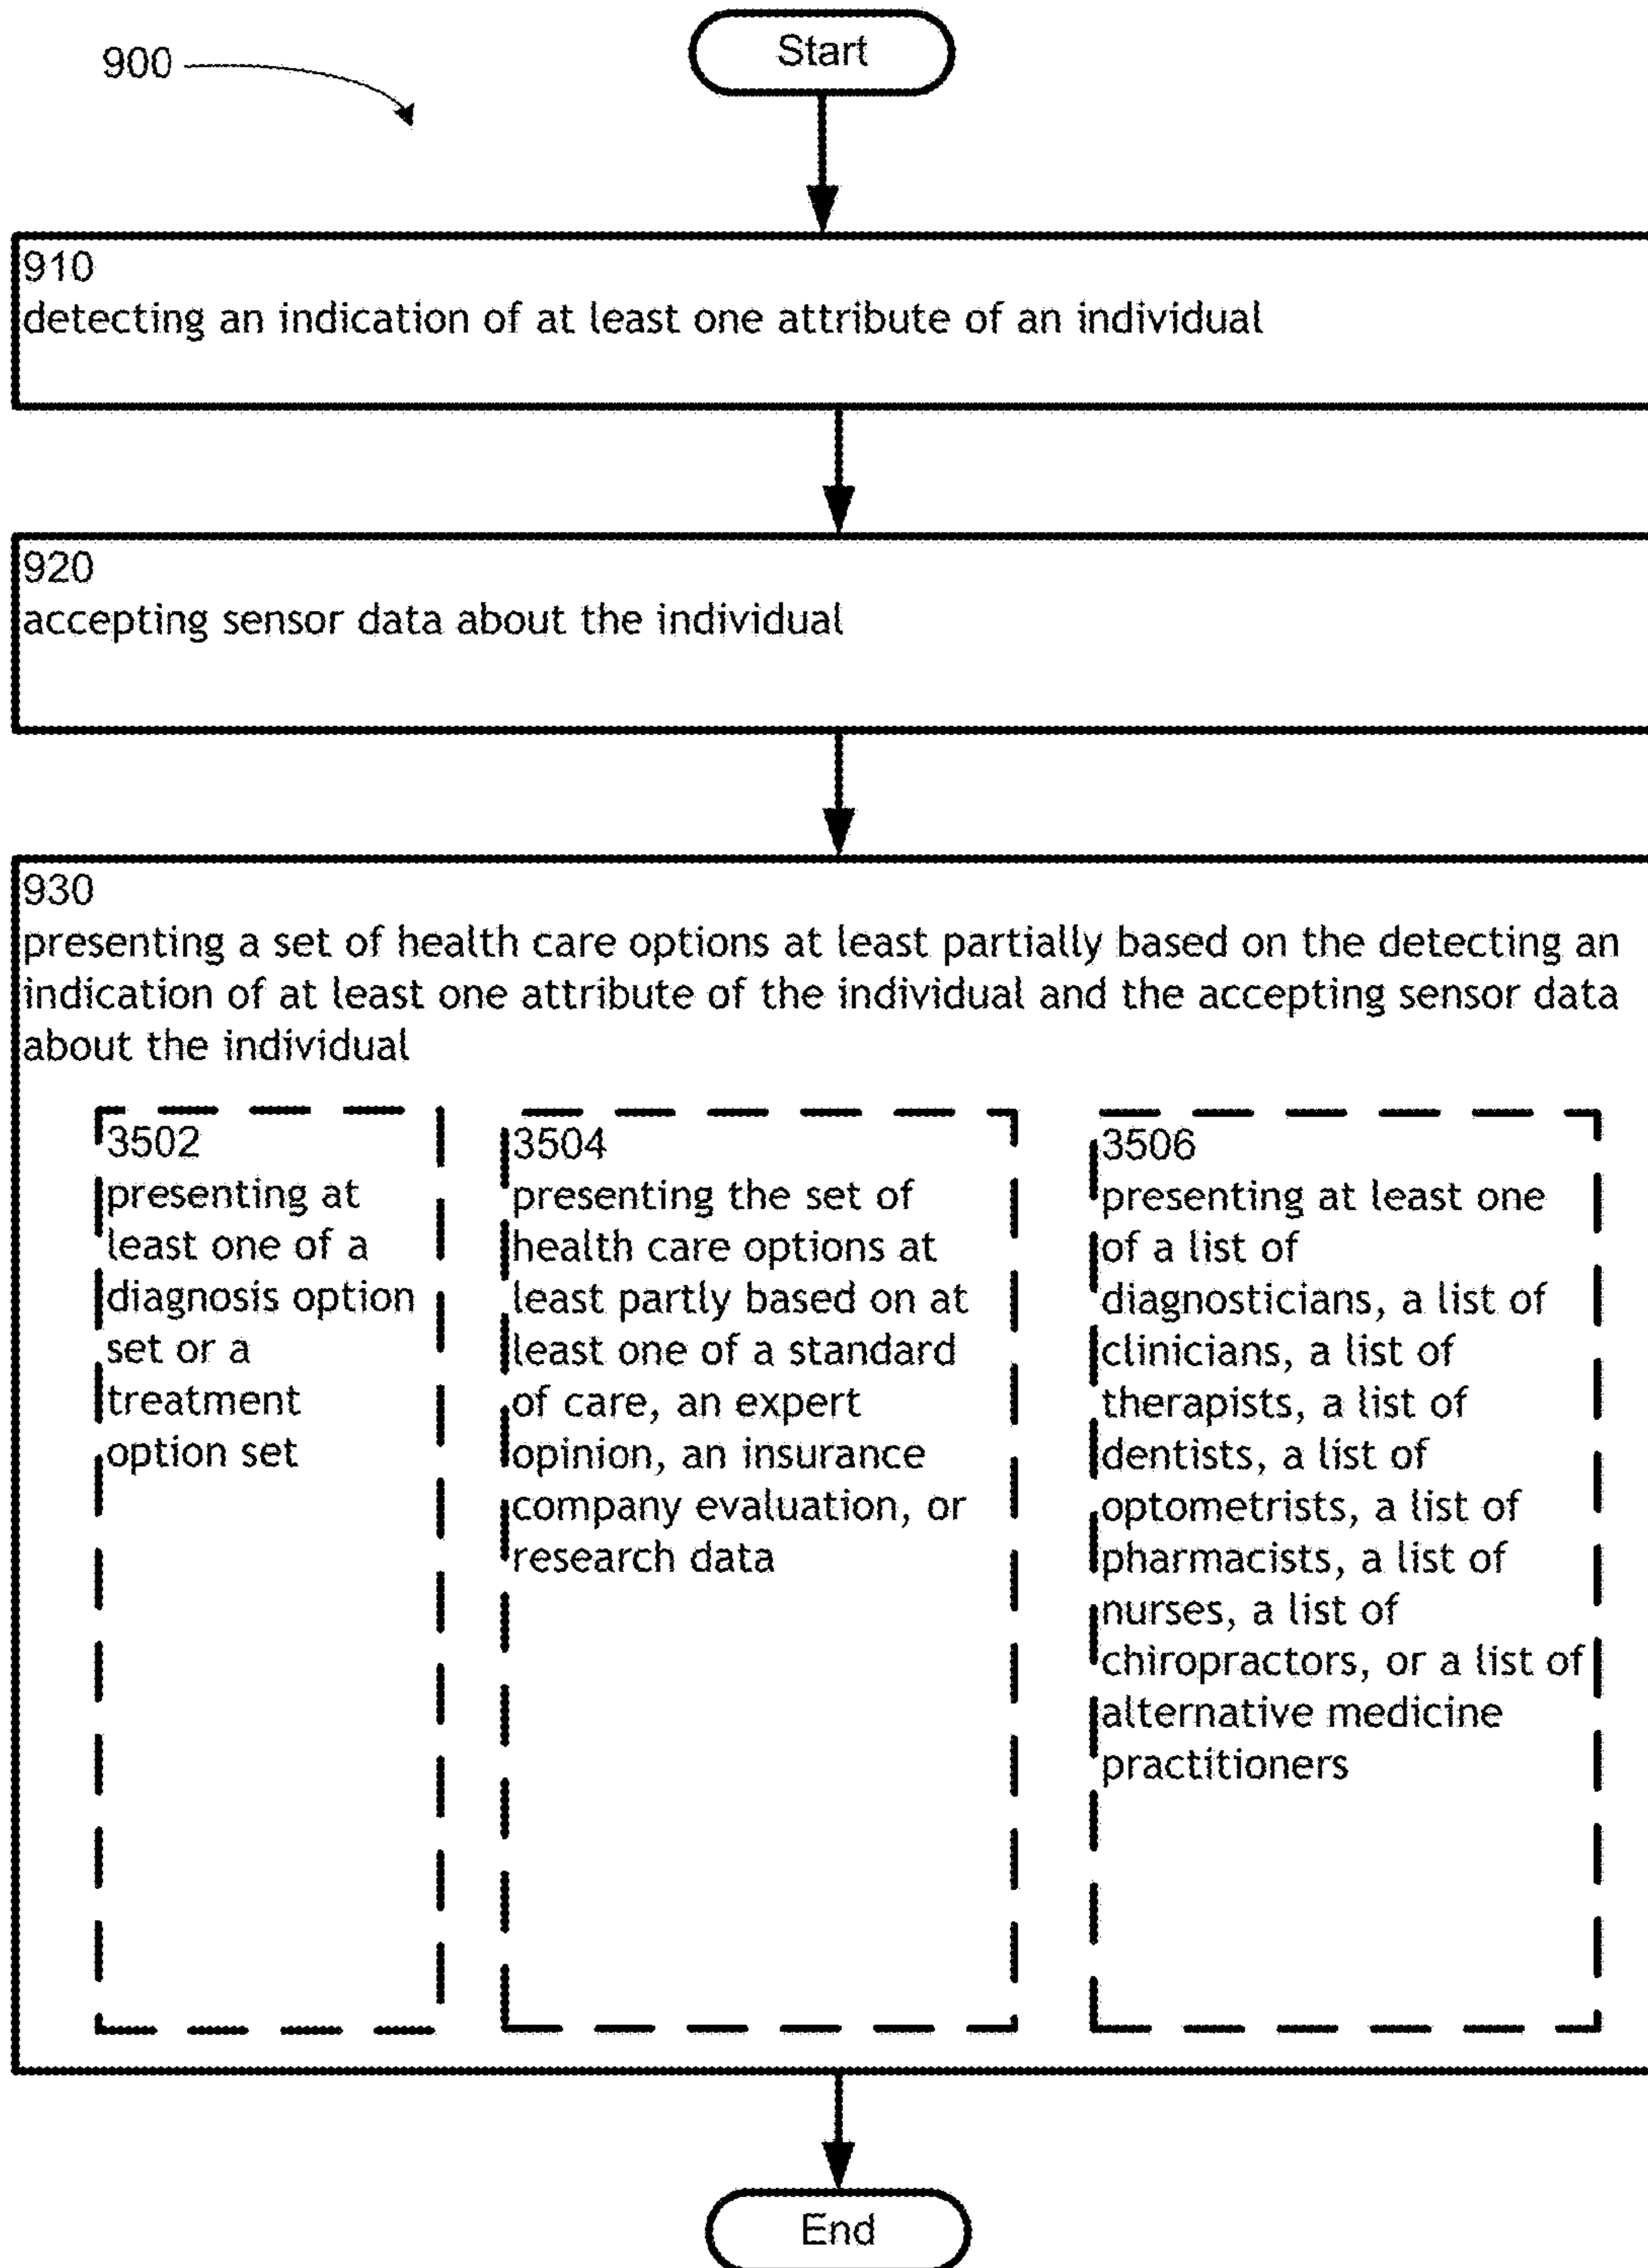 Start
900
910
detecting an indication of at least one attribute of an individual
920
accepting sensor data about the individual
930
presenting a set of health care options at least partially based on the detecting an
indication of at least one attribute of the individual and the accepting sensor data
about the individual
3502
presenting at
least one of a
diagnosis option
set or a
treatment
option set
3504
presenting the set of
health care options at
least partly based on at
least one of a standard
of care, an expert
opinion, an insurance
company evaluation, or
research data
3506
presenting at least one
of a list of
diagnosticians, a list of
clinicians, a list of
therapists, a list of
dentists, a list of
optometrists, a list of
pharmacists, a list of
nurses, a list of
chiropractors, or a list of
alternative medicine
practitioners
End